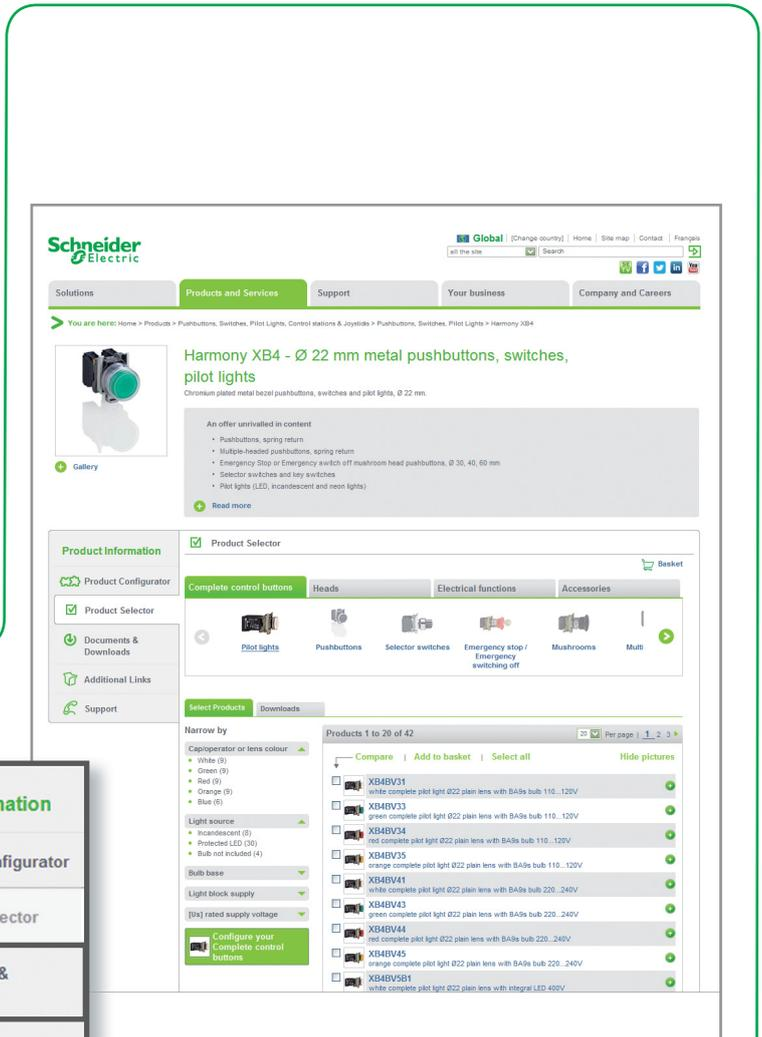 Schneider
Electric
Global | [Change country] | Home | Site map | Contact | Français
all the site Search
Solutions
Products and Services
Support
Your business
Company and Careers
You are here: Home > Products > Pushbuttons, Switches, Pilot Lights, Control stations & Joysticks > Pushbuttons, Switches, Pilot Lights > Harmony XB4
Harmony XB4 - Ø 22 mm metal pushbuttons, switches,
pilot lights
Chromium plated metal bezel pushbuttons, switches and pilot lights, Ø 22 mm.
An offer unrivalled in content
• Pushbuttons, spring return
• Multiple-headed pushbuttons, spring return
• Emergency Stop or Emergency switch off mushroom head pushbuttons, Ø 30, 40, 60 mm
• Selector switches and key switches
• Pilot lights (LED, incandescent and neon lights)
Read more
Gallery
Product Information
Product Configurator
Product Selector
Documents &
Downloads
Additional Links
Support
Product Selector
Basket
Complete control buttons
Heads
Electrical functions
Accessories
Pilot lights
Pushbuttons
Selector switches
Emergency stop /
Emergency
switching off
Mushrooms
Multi
Select Products
Downloads
Narrow by
Cap/operator or lens colour
• White (9)
• Green (9)
• Red (9)
• Orange (9)
• Blue (6)
Light source
• Incandescent (8)
• Protected LED (30)
• Bulb not included (4)
Bulb base
Light block supply
[Us] rated supply voltage
Configure your
Complete control
buttons
Products 1 to 20 of 42
20 Per page | 1 2 3
Compare | Add to basket | Select all
Hide pictures
XB4BV31
white complete pilot light Ø22 plain lens with BA9s bulb 110...120V
XB4BV33
green complete pilot light Ø22 plain lens with BA9s bulb 110...120V
XB4BV34
red complete pilot light Ø22 plain lens with BA9s bulb 110...120V
XB4BV35
orange complete pilot light Ø22 plain lens with BA9s bulb 110...120V
XB4BV41
white complete pilot light Ø22 plain lens with BA9s bulb 220...240V
XB4BV43
green complete pilot light Ø22 plain lens with BA9s bulb 220...240V
XB4BV44
red complete pilot light Ø22 plain lens with BA9s bulb 220...240V
XB4BV45
orange complete pilot light Ø22 plain lens with BA9s bulb 220...240V
XB4BV5B1
white complete pilot light Ø22 plain lens with integral LED 400V
nation
figurator
ector
&